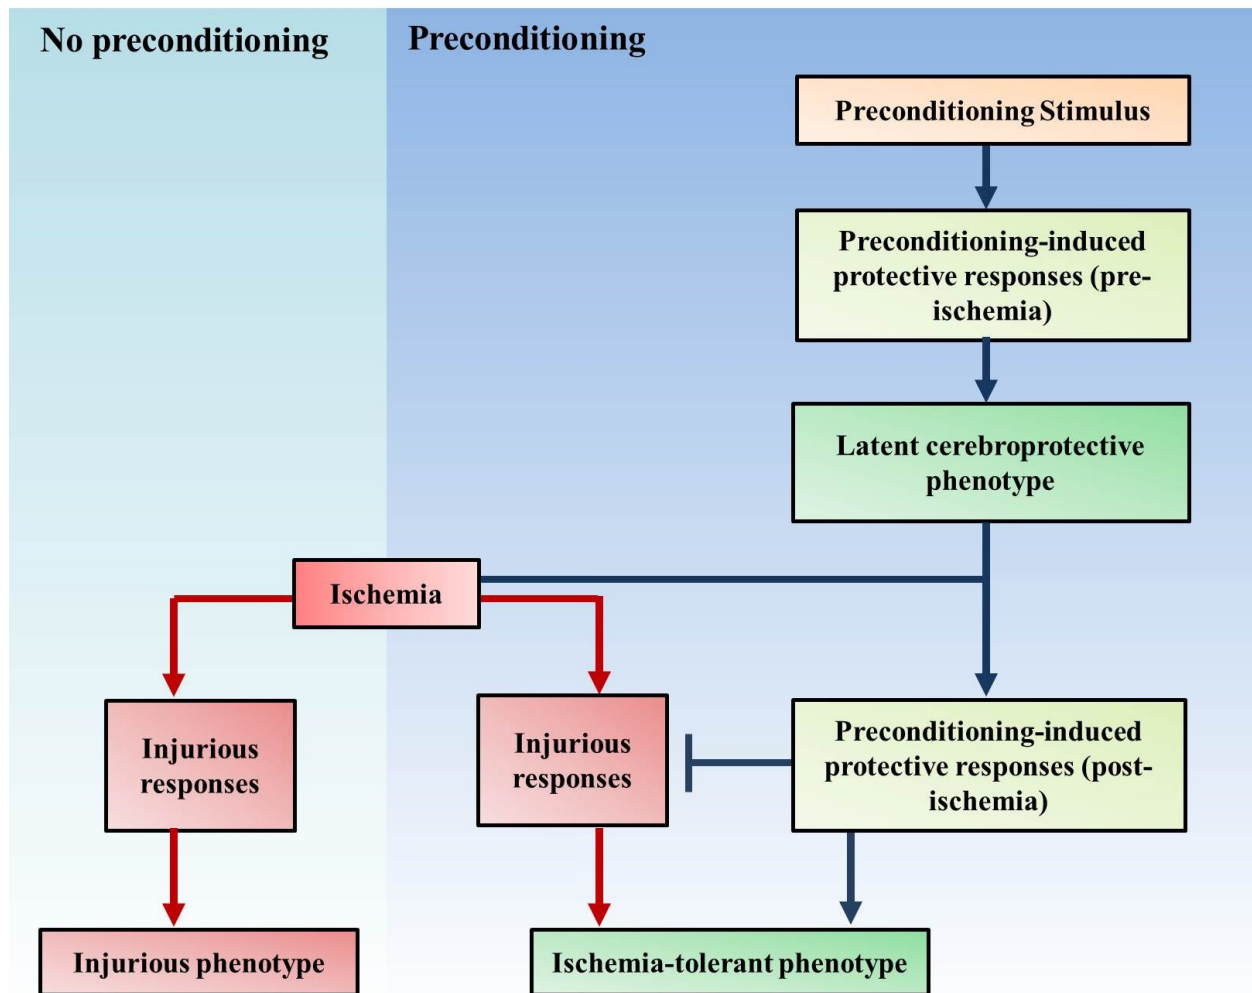 No preconditioning
Preconditioning
Preconditioning Stimulus
Preconditioning-induced
protective responses (pre-
ischemia)
Latent cerebroprotective
phenotype
Ischemia
Injurious
responses
Injurious
responses
Preconditioning-induced
protective responses (post-
ischemia)
Injurious phenotype
Ischemia-tolerant phenotype